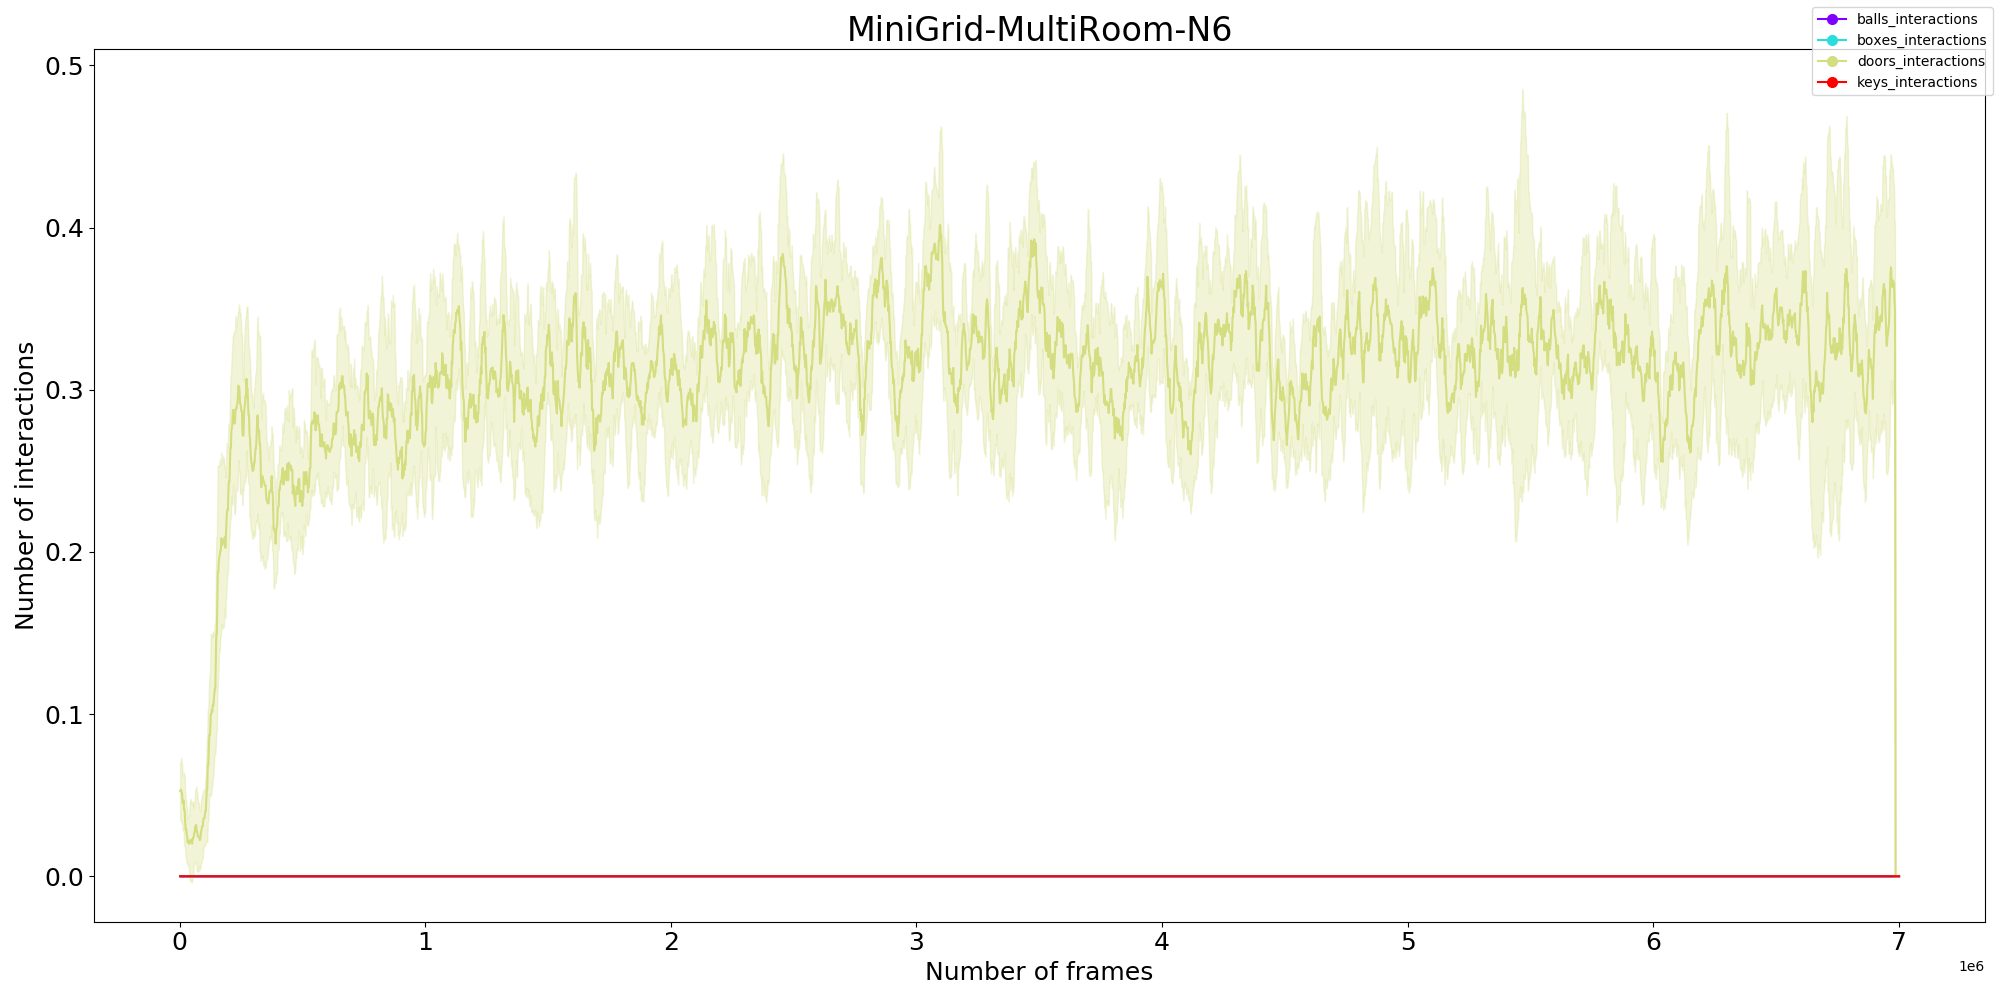 MiniGrid-MultiRoom-N6
balls_interactions
boxes_interactions
doors_interactions
keys_interactions
Number of interactions
0.5
0.4
0.3
0.2
0.1
0.0
0 1 2 3 4 5 6 7
1e6
Number of frames